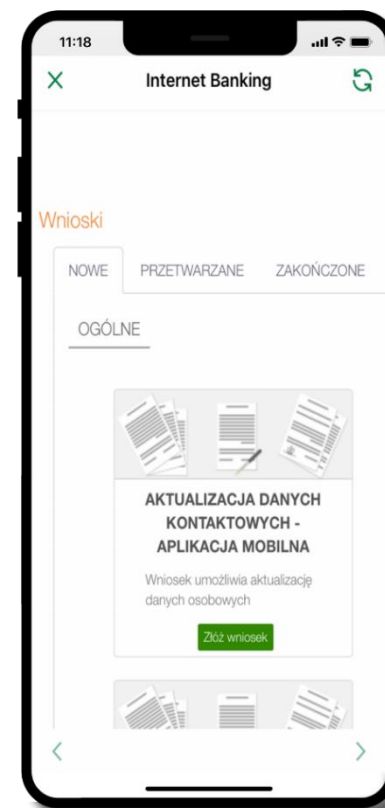 11:18
Internet Banking
Wnioski
NOWE PRZETWARZANE ZAKOŃCZONE
OGÓLNE
AKTUALIZACJA DANYCH
KONTAKTOWYCH -
APLIKACJA MOBILNA
Wniosek umożliwia aktualizację
danych osobowych
Złóż wniosek